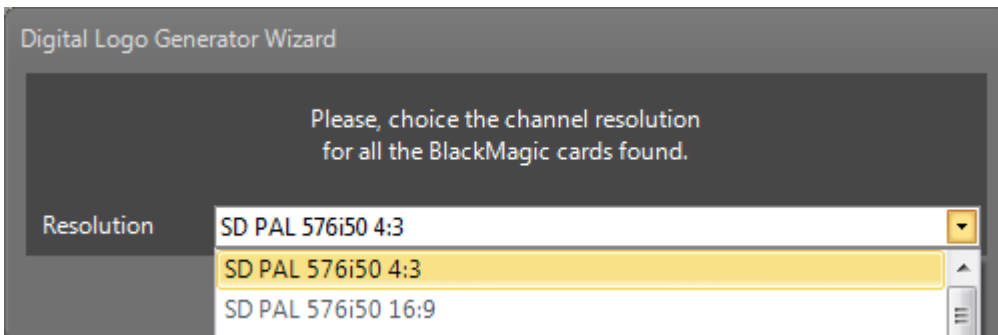 Digital Logo Generator Wizard
Please, choice the channel resolution
for all the BlackMagic cards found.
Resolution SD PAL 576i50 4:3
SD PAL 576i50 4:3
SD PAL 576i50 16:9